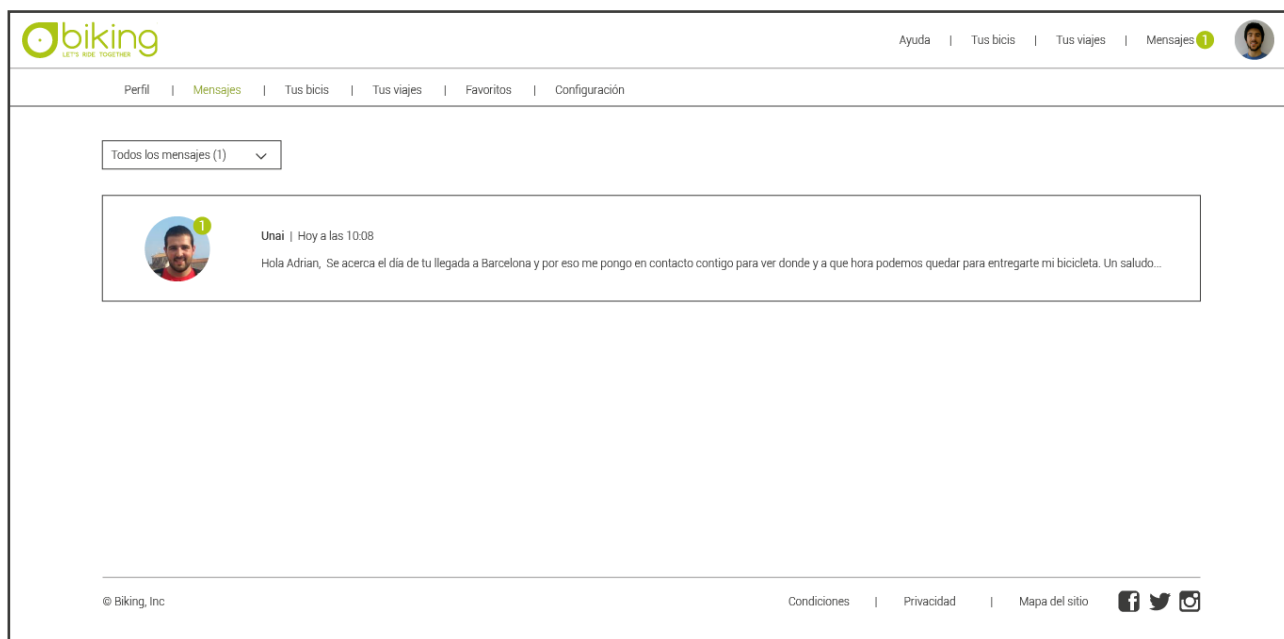 biking
LET'S RIDE TOGETHER
Ayuda | Tus bicis | Tus viajes | Mensajes 1
Perfil | Mensajes | Tus bicis | Tus viajes | Favoritos | Configuración
Todos los mensajes (1)
1
Unai | Hoy a las 10:08
Hola Adrian, Se acerca el día de tu llegada a Barcelona y por eso me pongo en contacto contigo para ver donde y a que hora podemos quedar para entregarte mi bicicleta. Un saludo...
© Biking, Inc
Condiciones | Privacidad | Mapa del sitio